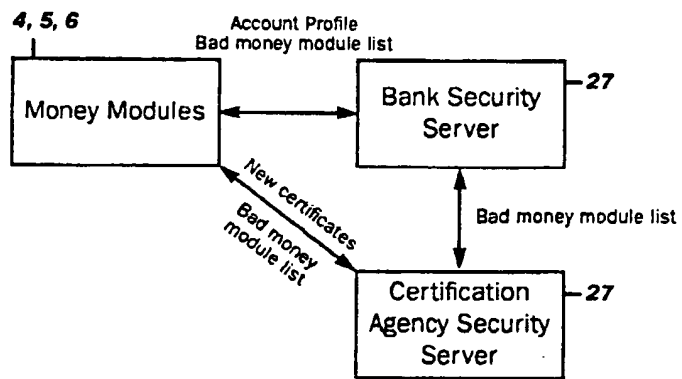 4, 5, 6
Account Profile
Bad money module list
Money Modules
Bank Security
Server
27
New certificates
Bad money
module list
Bad money module list
Certification
Agency Security
Server
27